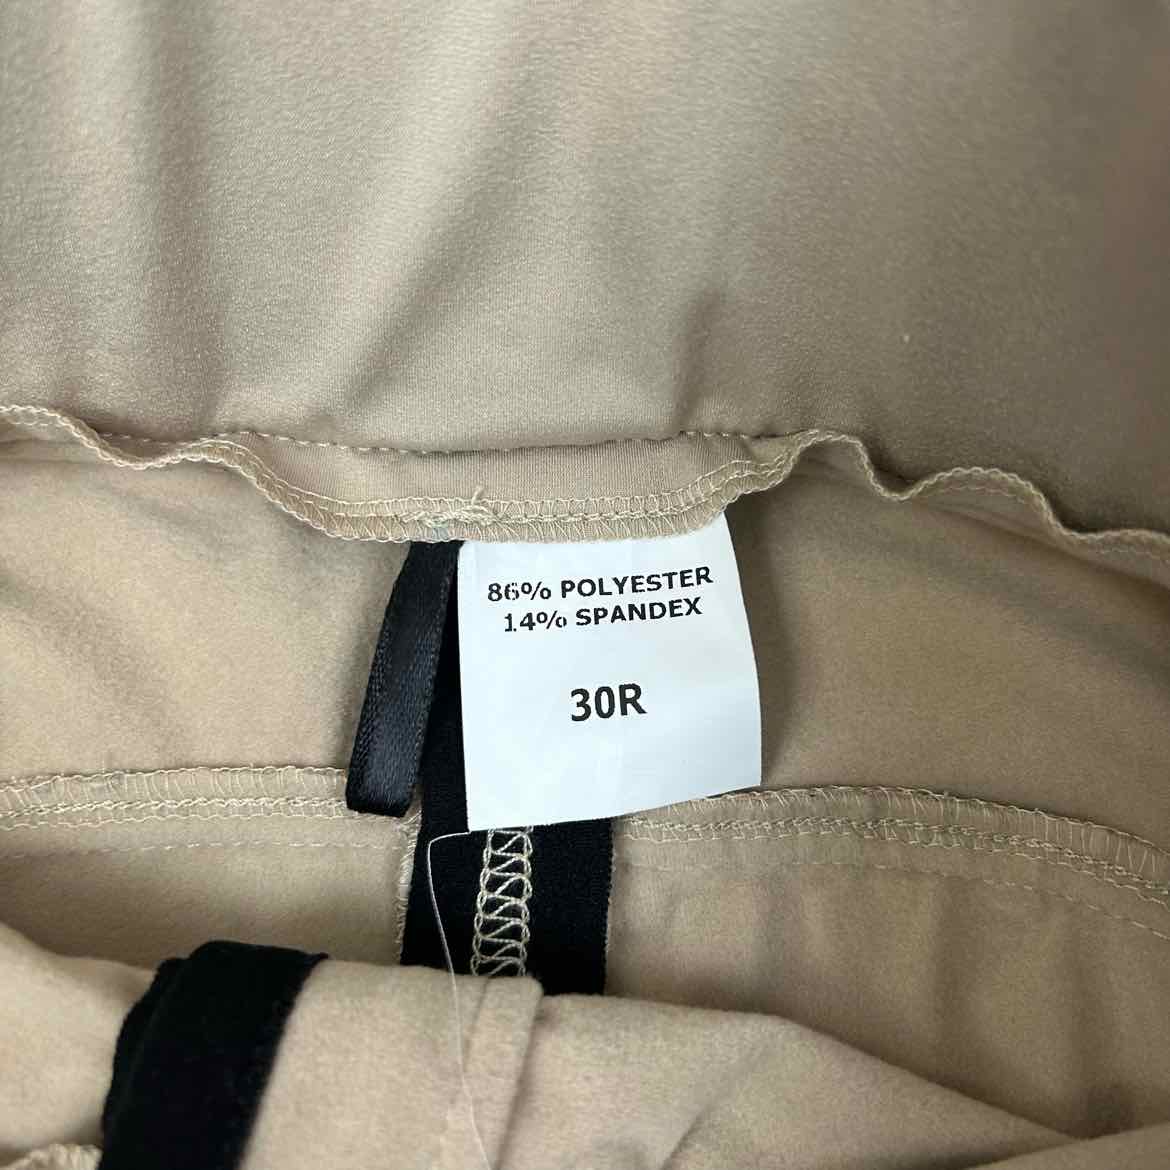 86% POLYESTER
14% SPANDEX
30R